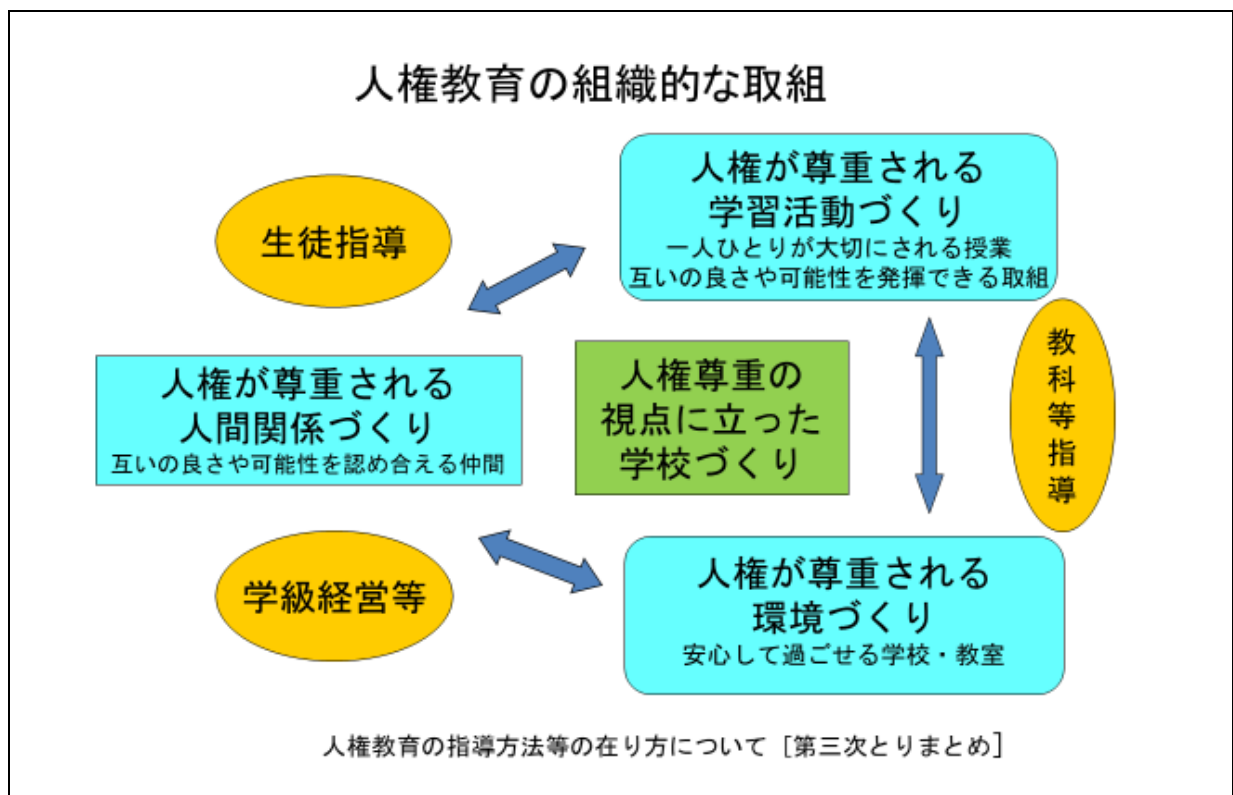 人権教育の組織的な取組
生徒指導
人権が尊重される
学習活動づくり
一人ひとりが大切にされる授業
互いの良さや可能性を発揮できる取組
人権が尊重される
人間関係づくり
互いの良さや可能性を認め合える仲間
人権尊重の
視点に立った
学校づくり
教科等指導
学級経営等
人権が尊重される
環境づくり
安心して過ごせる学校・教室
人権教育の指導方法等の在り方について［第三次とりまとめ］